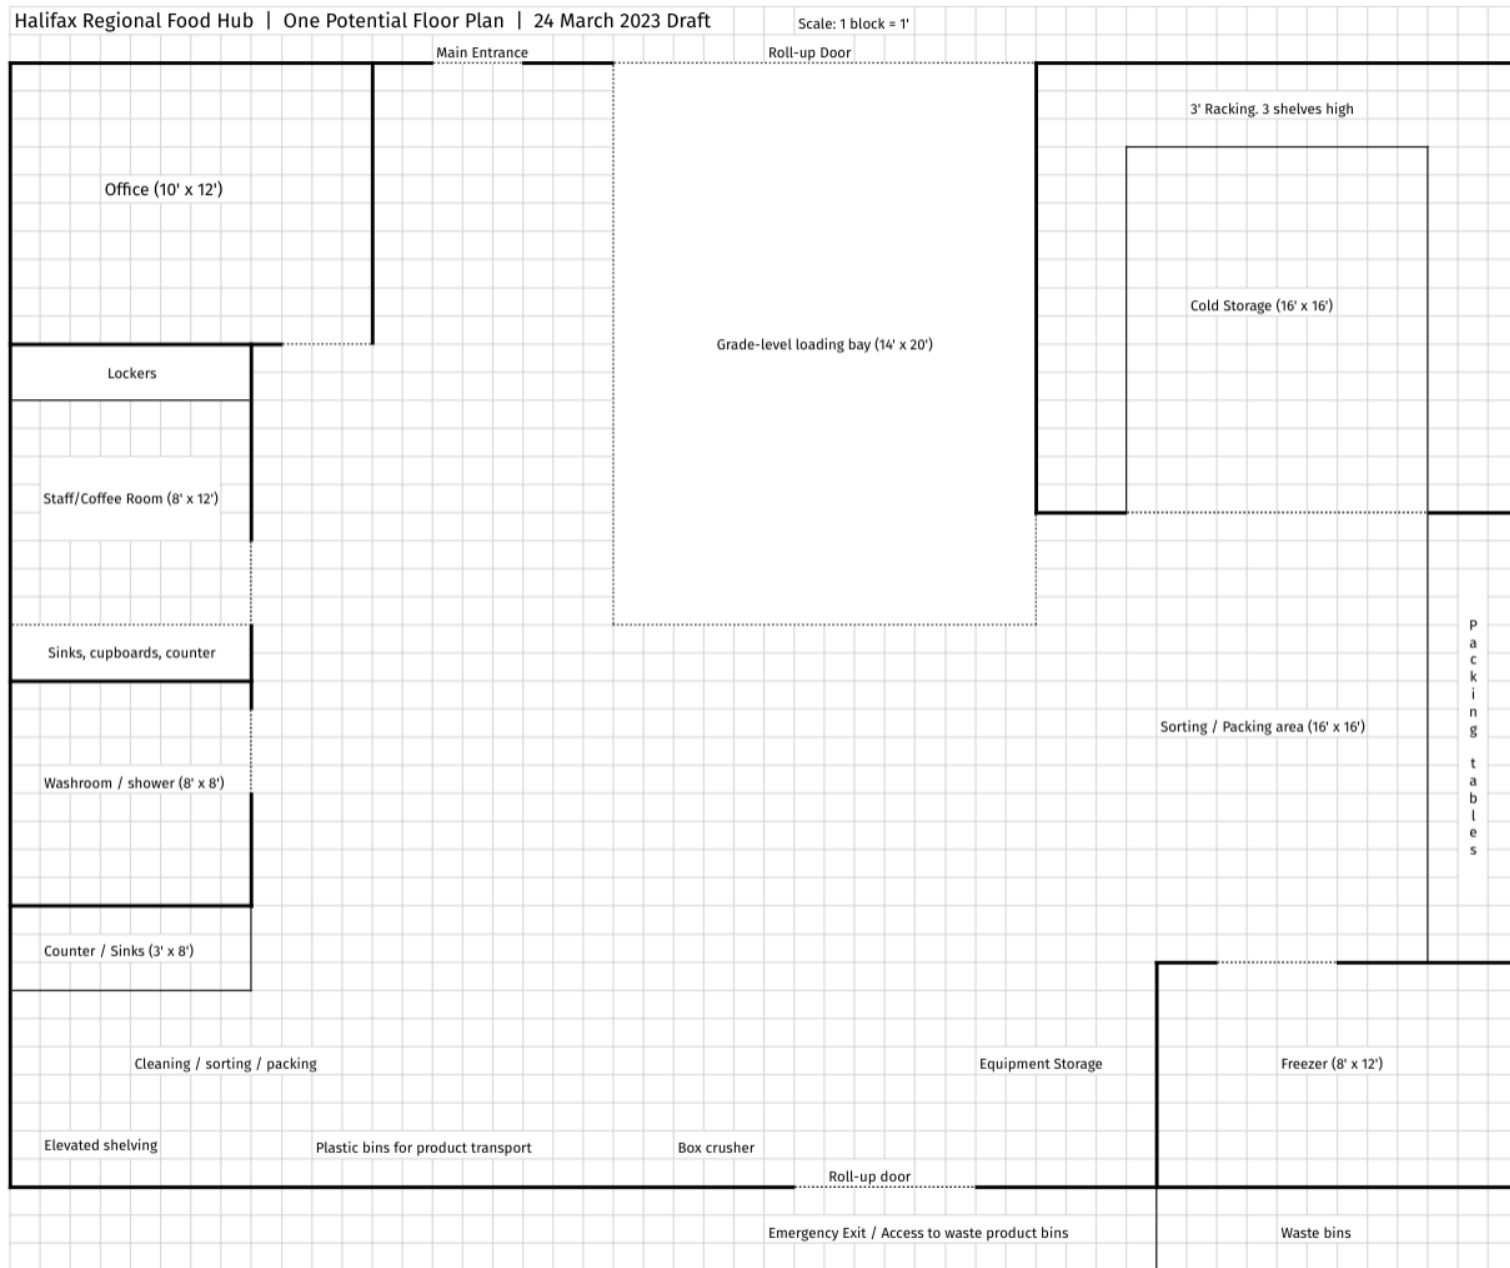 Halifax Regional Food Hub | One Potential Floor Plan | 24 March 2023 Draft
Scale: 1 block = 1'
Main Entrance
Roll-up Door
3' Racking. 3 shelves high
Office (10' x 12')
Cold Storage (16' x 16')
Grade-level loading bay (14' x 20')
Lockers
Staff/Coffee Room (8' x 12')
Sinks, cupboards, counter
Packing tables
Sorting / Packing area (16' x 16')
Washroom / shower (8' x 8')
Counter / Sinks (3' x 8')
Cleaning / sorting / packing
Equipment Storage
Freezer (8' x 12')
Elevated shelving
Plastic bins for product transport
Box crusher
Roll-up door
Emergency Exit / Access to waste product bins
Waste bins